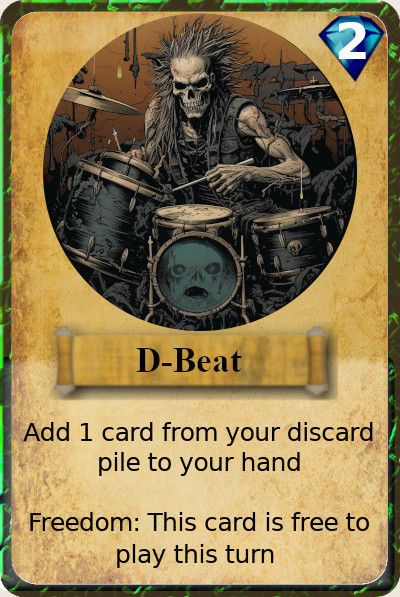 2
D-Beat
Add 1 card from your discard
pile to your hand
Freedom: This card is free to
play this turn